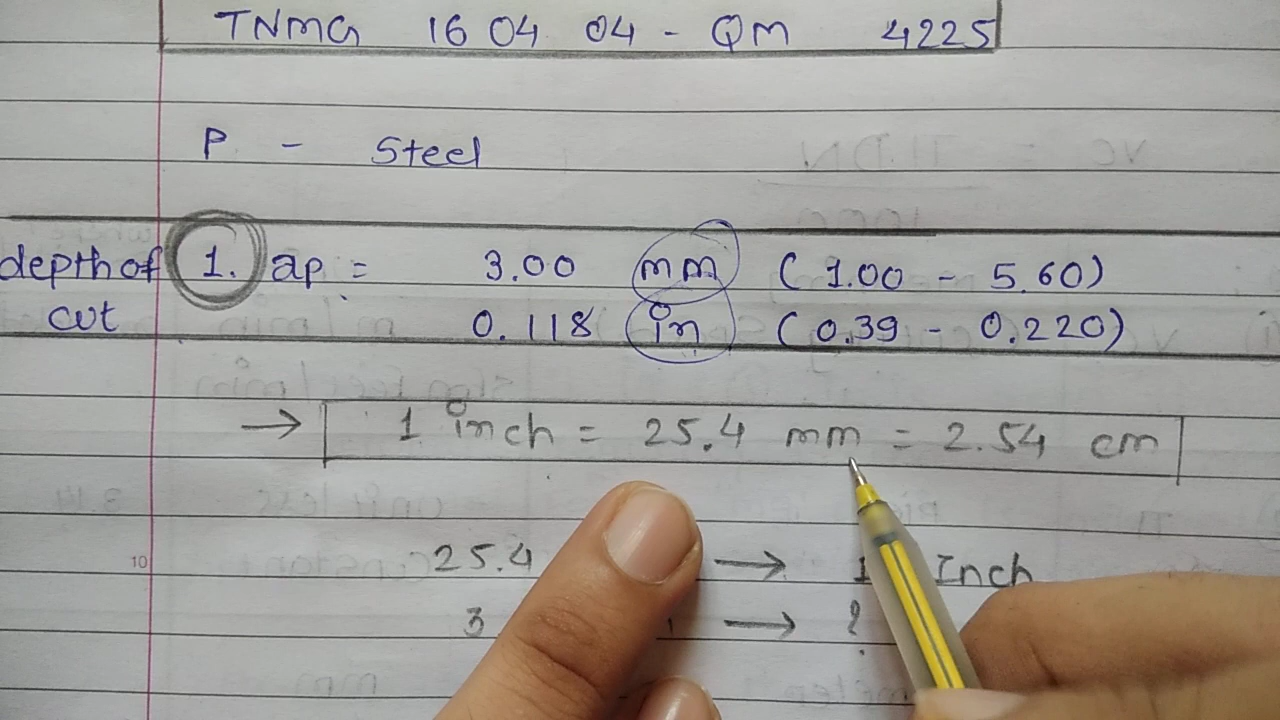 TNMG 16 04 04 - QM 4225
P - Steel
depth of 1. ap = 3.00 mm (1.00 - 5.60)
cut 0.118 in (0.39 - 0.220)
→ 1 inch = 25.4 mm = 2.54 cm
10 25.4 → 1 Inch
3 → ?